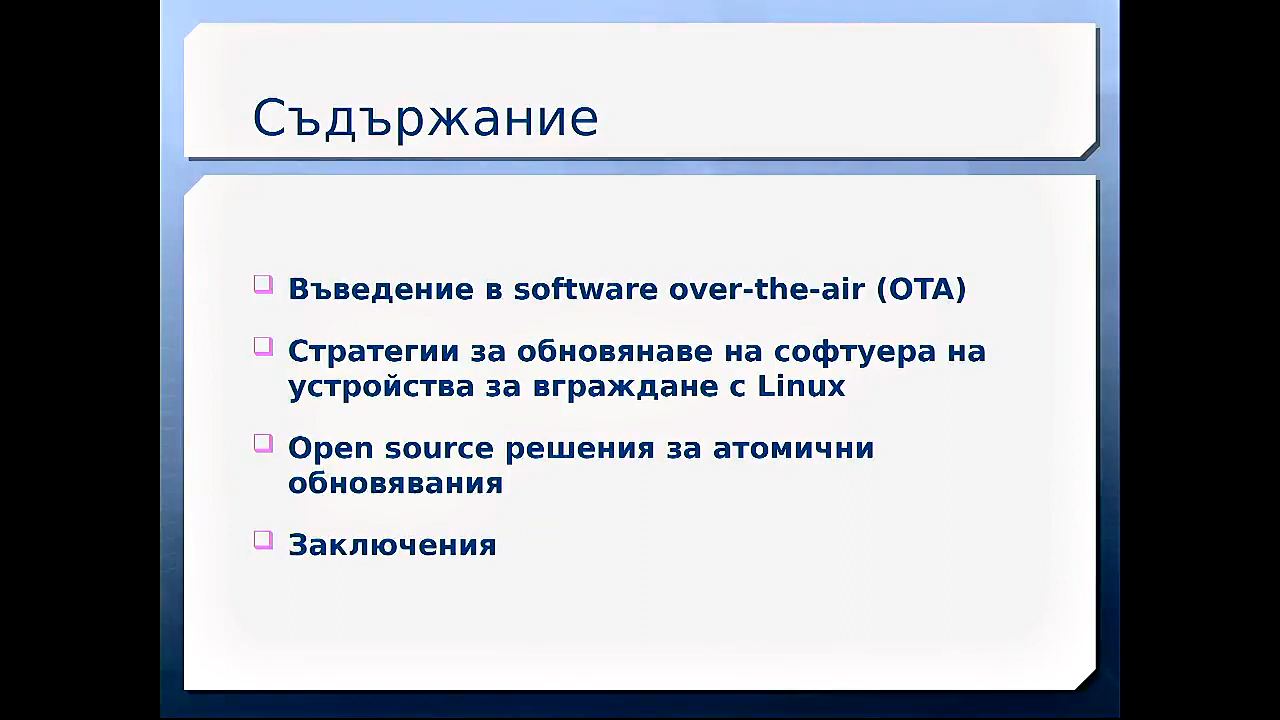 Съдържание
Въведение в software over-the-air (OTA)
Стратегии за обновянаве на софтуера на
устройства за вграждане с Linux
Open source решения за атомични
обновявания
Заключения